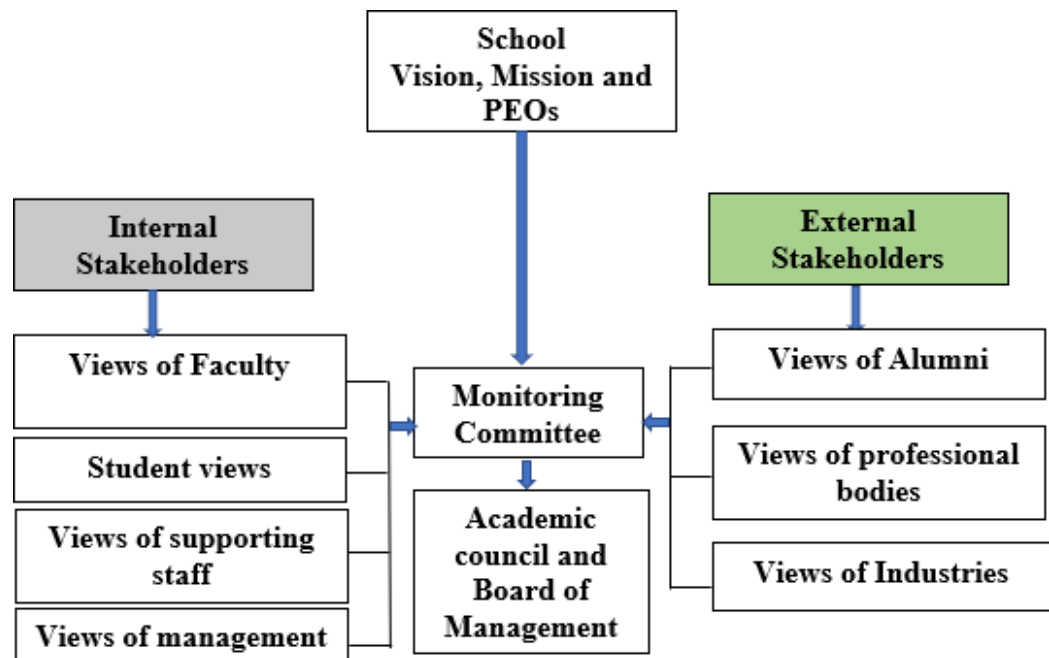 School
Vision, Mission and
PEOs
Internal
Stakeholders
External
Stakeholders
Views of Faculty
Student views
Views of supporting
staff
Views of management
Monitoring
Committee
Academic
council and
Board of
Management
Views of Alumni
Views of professional
bodies
Views of Industries